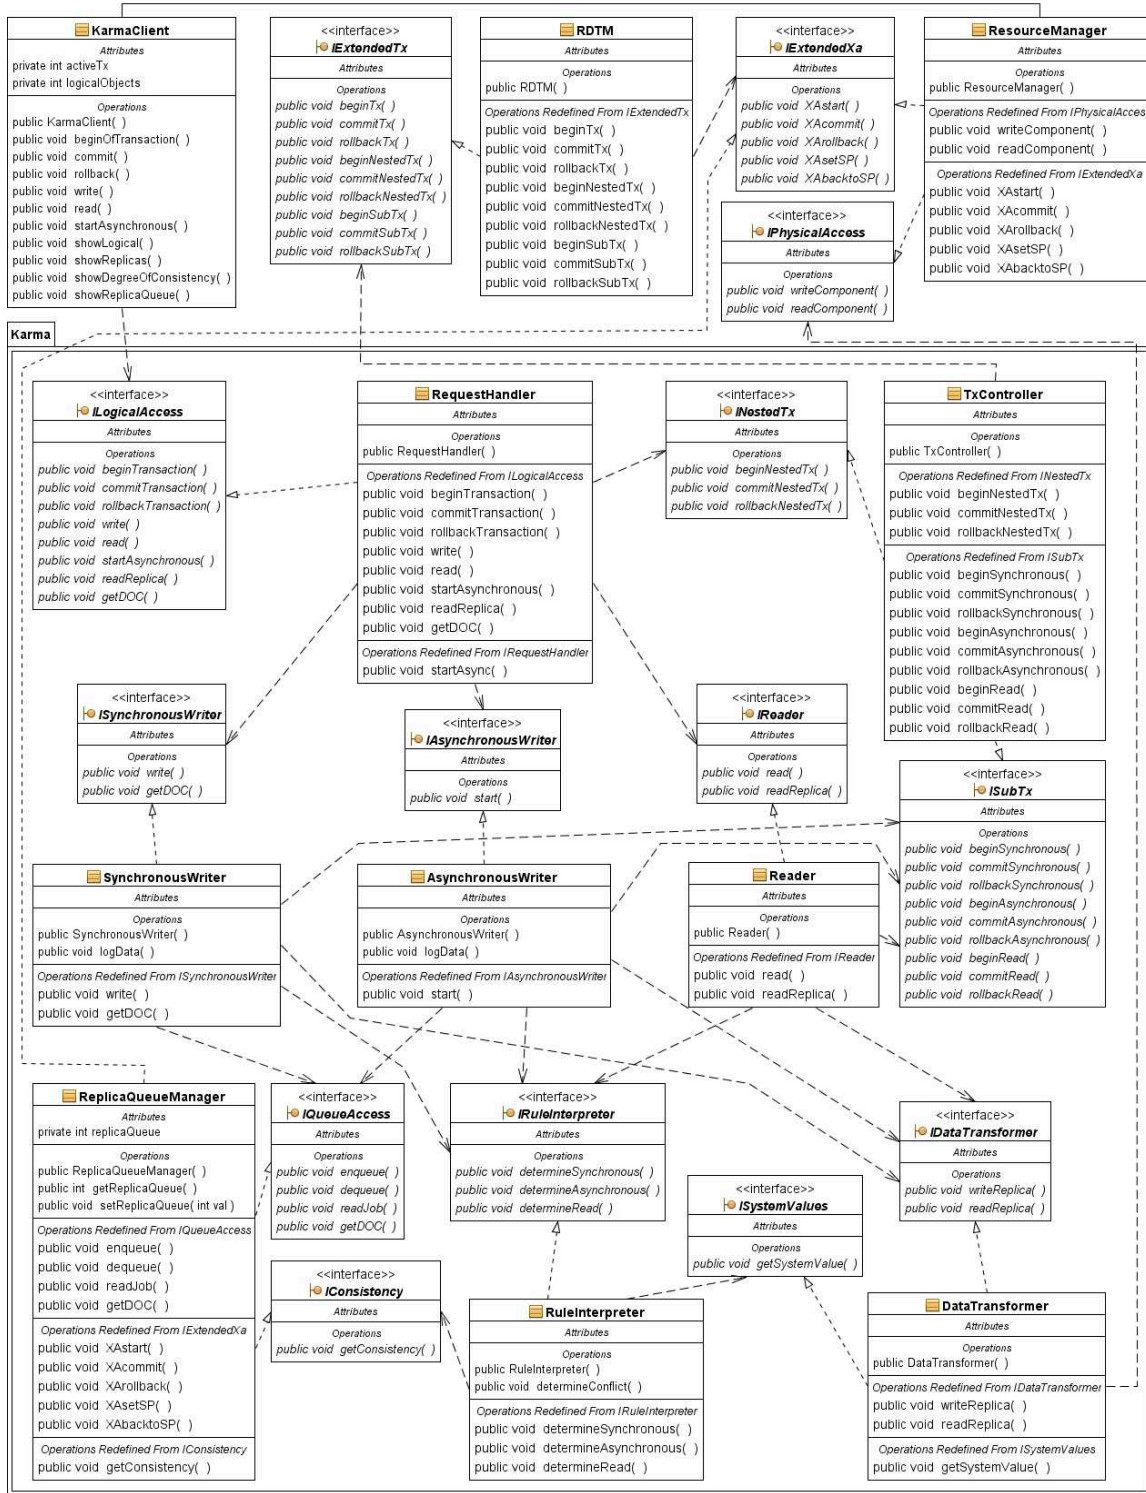 KarmaClient
Attributes
private int activeTx
private int logicalObjects
Operations
public KarmaClient( )
public void beginOfTransaction( )
public void commit( )
public void rollback( )
public void write( )
public void read( )
public void startAsynchronous( )
public void showLogical( )
public void showReplicas( )
public void showDegreeOfConsistency( )
public void showReplicaQueue( )
<<interface>>
IExtendedTx
Attributes
Operations
public void beginTx( )
public void commitTx( )
public void rollbackTx( )
public void beginNestedTx( )
public void commitNestedTx( )
public void rollbackNestedTx( )
public void beginSubTx( )
public void commitSubTx( )
public void rollbackSubTx( )
RDTM
Attributes
Operations
public RDTM( )
Operations Redefined From IExtendedTx
public void beginTx( )
public void commitTx( )
public void rollbackTx( )
public void beginNestedTx( )
public void commitNestedTx( )
public void rollbackNestedTx( )
public void beginSubTx( )
public void commitSubTx( )
public void rollbackSubTx( )
<<interface>>
IExtendedXa
Attributes
Operations
public void XAstart( )
public void XAcommit( )
public void XArollback( )
public void XAsetSP( )
public void XAbacktoSP( )
<<interface>>
IPhysicalAccess
Attributes
Operations
public void writeComponent( )
public void readComponent( )
ResourceManager
Attributes
Operations
public ResourceManager( )
Operations Redefined From IPhysicalAcces
public void writeComponent( )
public void readComponent( )
Operations Redefined From IExtendedXa
public void XAstart( )
public void XAcommit( )
public void XArollback( )
public void XAsetSP( )
public void XAbacktoSP( )
Karma
<<interface>>
ILogicalAccess
Attributes
Operations
public void beginTransaction( )
public void commitTransaction( )
public void rollbackTransaction( )
public void write( )
public void read( )
public void startAsynchronous( )
public void readReplica( )
public void getDOC( )
RequestHandler
Attributes
Operations
public RequestHandler( )
Operations Redefined From ILogicalAccess
public void beginTransaction( )
public void commitTransaction( )
public void rollbackTransaction( )
public void write( )
public void read( )
public void startAsynchronous( )
public void readReplica( )
public void getDOC( )
Operations Redefined From IRequestHandler
public void startAsync( )
<<interface>>
INestedTx
Attributes
Operations
public void beginNestedTx( )
public void commitNestedTx( )
public void rollbackNestedTx( )
TxController
Attributes
Operations
public TxController( )
Operations Redefined From INestedTx
public void beginNestedTx( )
public void commitNestedTx( )
public void rollbackNestedTx( )
Operations Redefined From ISubTx
public void beginSynchronous( )
public void commitSynchronous( )
public void rollbackSynchronous( )
public void beginAsynchronous( )
public void commitAsynchronous( )
public void rollbackAsynchronous( )
public void beginRead( )
public void commitRead( )
public void rollbackRead( )
<<interface>>
ISynchronousWriter
Attributes
Operations
public void write( )
public void getDOC( )
<<interface>>
IAsynchronousWriter
Attributes
Operations
public void start( )
<<interface>>
IReader
Attributes
Operations
public void read( )
public void readReplica( )
<<interface>>
ISubTx
Attributes
Operations
public void beginSynchronous( )
public void commitSynchronous( )
public void rollbackSynchronous( )
public void beginAsynchronous( )
public void commitAsynchronous( )
public void rollbackAsynchronous( )
public void beginRead( )
public void commitRead( )
public void rollbackRead( )
SynchronousWriter
Attributes
Operations
public SynchronousWriter( )
public void logData( )
Operations Redefined From ISynchronousWriter
public void write( )
public void getDOC( )
AsynchronousWriter
Attributes
Operations
public AsynchronousWriter( )
public void logData( )
Operations Redefined From IAsynchronousWriter
public void start( )
Reader
Attributes
Operations
public Reader( )
Operations Redefined From IReader
public void read( )
public void readReplica( )
ReplicaQueueManager
Attributes
private int replicaQueue
Operations
public ReplicaQueueManager( )
public int getReplicaQueue( )
public void setReplicaQueue( int val )
Operations Redefined From IQueueAccess
public void enqueue( )
public void dequeue( )
public void readJob( )
public void getDOC( )
Operations Redefined From IExtendedXa
public void XAstart( )
public void XAcommit( )
public void XArollback( )
public void XAsetSP( )
public void XAbacktoSP( )
Operations Redefined From IConsistency
public void getConsistency( )
<<interface>>
IQueueAccess
Attributes
Operations
public void enqueue( )
public void dequeue( )
public void readJob( )
public void getDOC( )
<<interface>>
IRuleInterpreter
Attributes
Operations
public void determineSynchronous( )
public void determineAsynchronous( )
public void determineRead( )
<<interface>>
IDataTransformer
Attributes
Operations
public void writeReplica( )
public void readReplica( )
<<interface>>
ISystemValues
Attributes
Operations
public void getSystemValue( )
<<interface>>
IConsistency
Attributes
Operations
public void getConsistency( )
RuleInterpreter
Attributes
Operations
public RuleInterpreter( )
public void determineConflict( )
Operations Redefined From IRuleInterpreter
public void determineSynchronous( )
public void determineAsynchronous( )
public void determineRead( )
DataTransformer
Attributes
Operations
public DataTransformer( )
Operations Redefined From IDataTransformer
public void writeReplica( )
public void readReplica( )
Operations Redefined From ISystemValues
public void getSystemValue( )